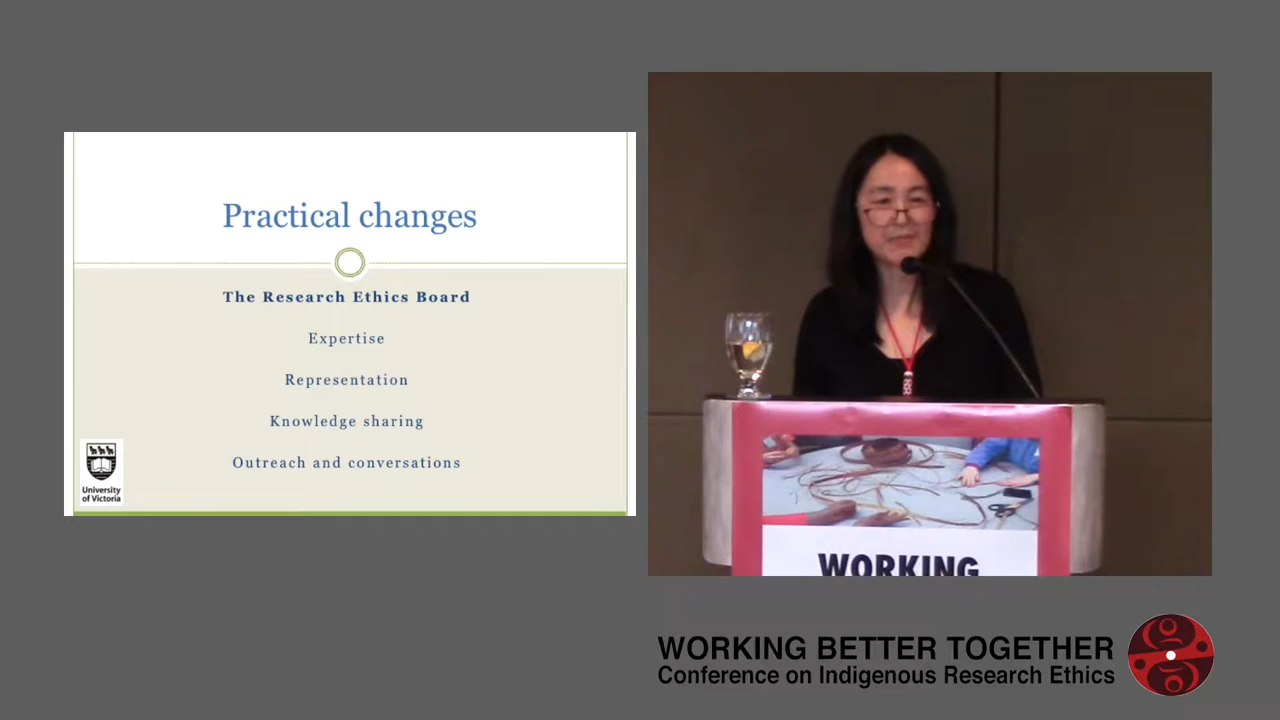 Practical changes
The Research Ethics Board
Expertise
Representation
Knowledge sharing
Outreach and conversations
University
of Victoria
WORKING
WORKING BETTER TOGETHER
Conference on Indigenous Research Ethics